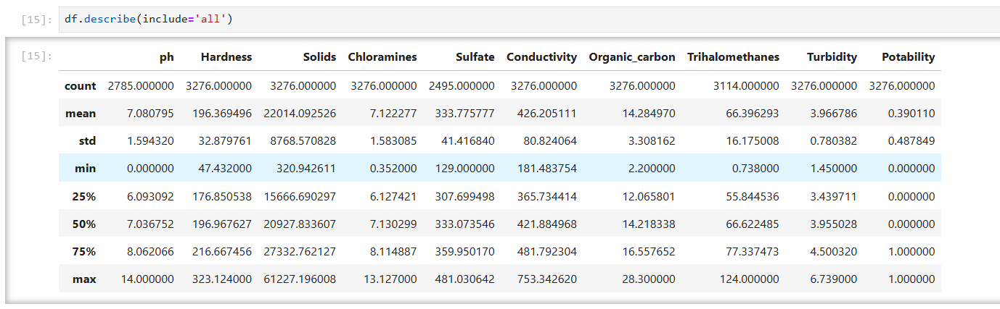 [15]: df.describe(include='all')
[15]: ph Hardness Solids Chloramines Sulfate Conductivity Organic_carbon Trihalomethanes Turbidity Potability
count 2785.000000 3276.000000 3276.000000 3276.000000 2495.000000 3276.000000 3276.000000 3114.000000 3276.000000 3276.000000
mean 7.080795 196.369496 22014.092526 7.122277 333.775777 426.205111 14.284970 66.396293 3.966786 0.390110
std 1.594320 32.879761 8768.570828 1.583085 41.416840 80.824064 3.308162 16.175008 0.780382 0.487849
min 0.000000 47.432000 320.942611 0.352000 129.000000 181.483754 2.200000 0.738000 1.450000 0.000000
25% 6.093092 176.850538 15666.690297 6.127421 307.699498 365.734414 12.065801 55.844536 3.439711 0.000000
50% 7.036752 196.967627 20927.833607 7.130299 333.073546 421.884968 14.218338 66.622485 3.955028 0.000000
75% 8.062066 216.667456 27332.762127 8.114887 359.950170 481.792304 16.557652 77.337473 4.500320 1.000000
max 14.000000 323.124000 61227.196008 13.127000 481.030642 753.342620 28.300000 124.000000 6.739000 1.000000